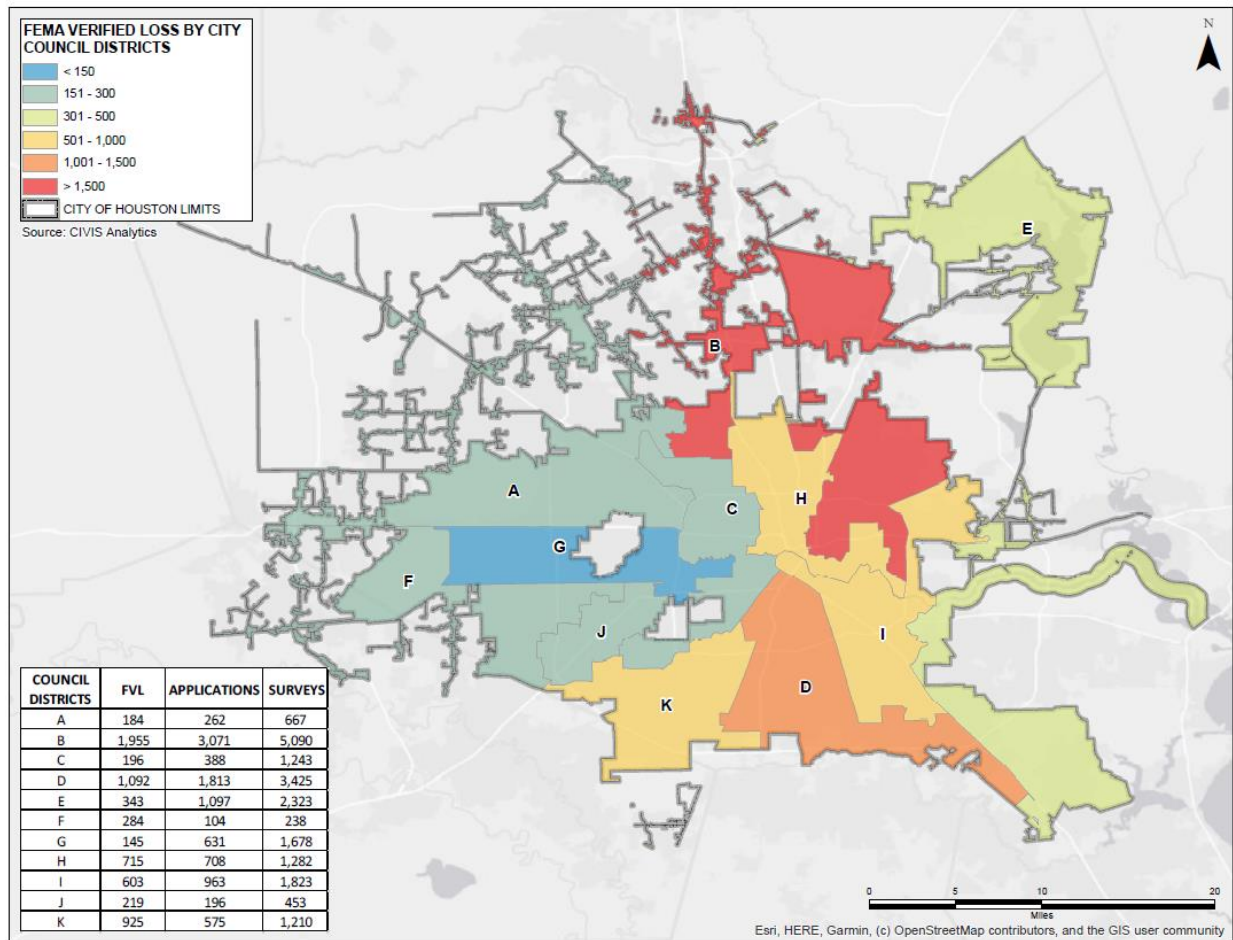 FEMA VERIFIED LOSS BY CITY
COUNCIL DISTRICTS
< 150
151 - 300
301 - 500
501 - 1,000
1,001 - 1,500
> 1,500
CITY OF HOUSTON LIMITS
Source: CIVIS Analytics
N
E
B
A
C
H
G
F
J
I
K
D
COUNCIL DISTRICTS FVL APPLICATIONS SURVEYS
A 184 262 667
B 1,955 3,071 5,090
C 196 388 1,243
D 1,092 1,813 3,425
E 343 1,097 2,323
F 284 104 238
G 145 631 1,678
H 715 708 1,282
I 603 963 1,823
J 219 196 453
K 925 575 1,210
0 5 10 20
Miles
Esri, HERE, Garmin, (c) OpenStreetMap contributors, and the GIS user community